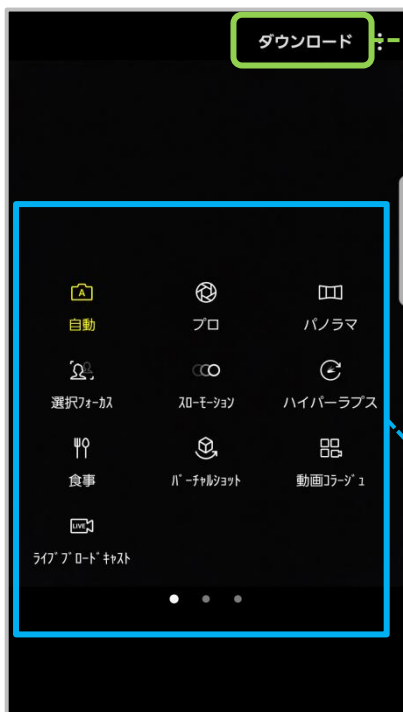 ダウンロード
自動 プロ パノラマ
選択ﾌｫｰｶｽ ｽﾛｰﾓｰｼｮﾝ ハイパーラプス
食事 ﾊﾞｰﾁｬﾙｼｮｯﾄ 動画ｺﾗｰｼﾞｭ
LIVE
ﾗｲﾌﾞﾌﾞﾛｰﾄﾞｷｬｽﾄ